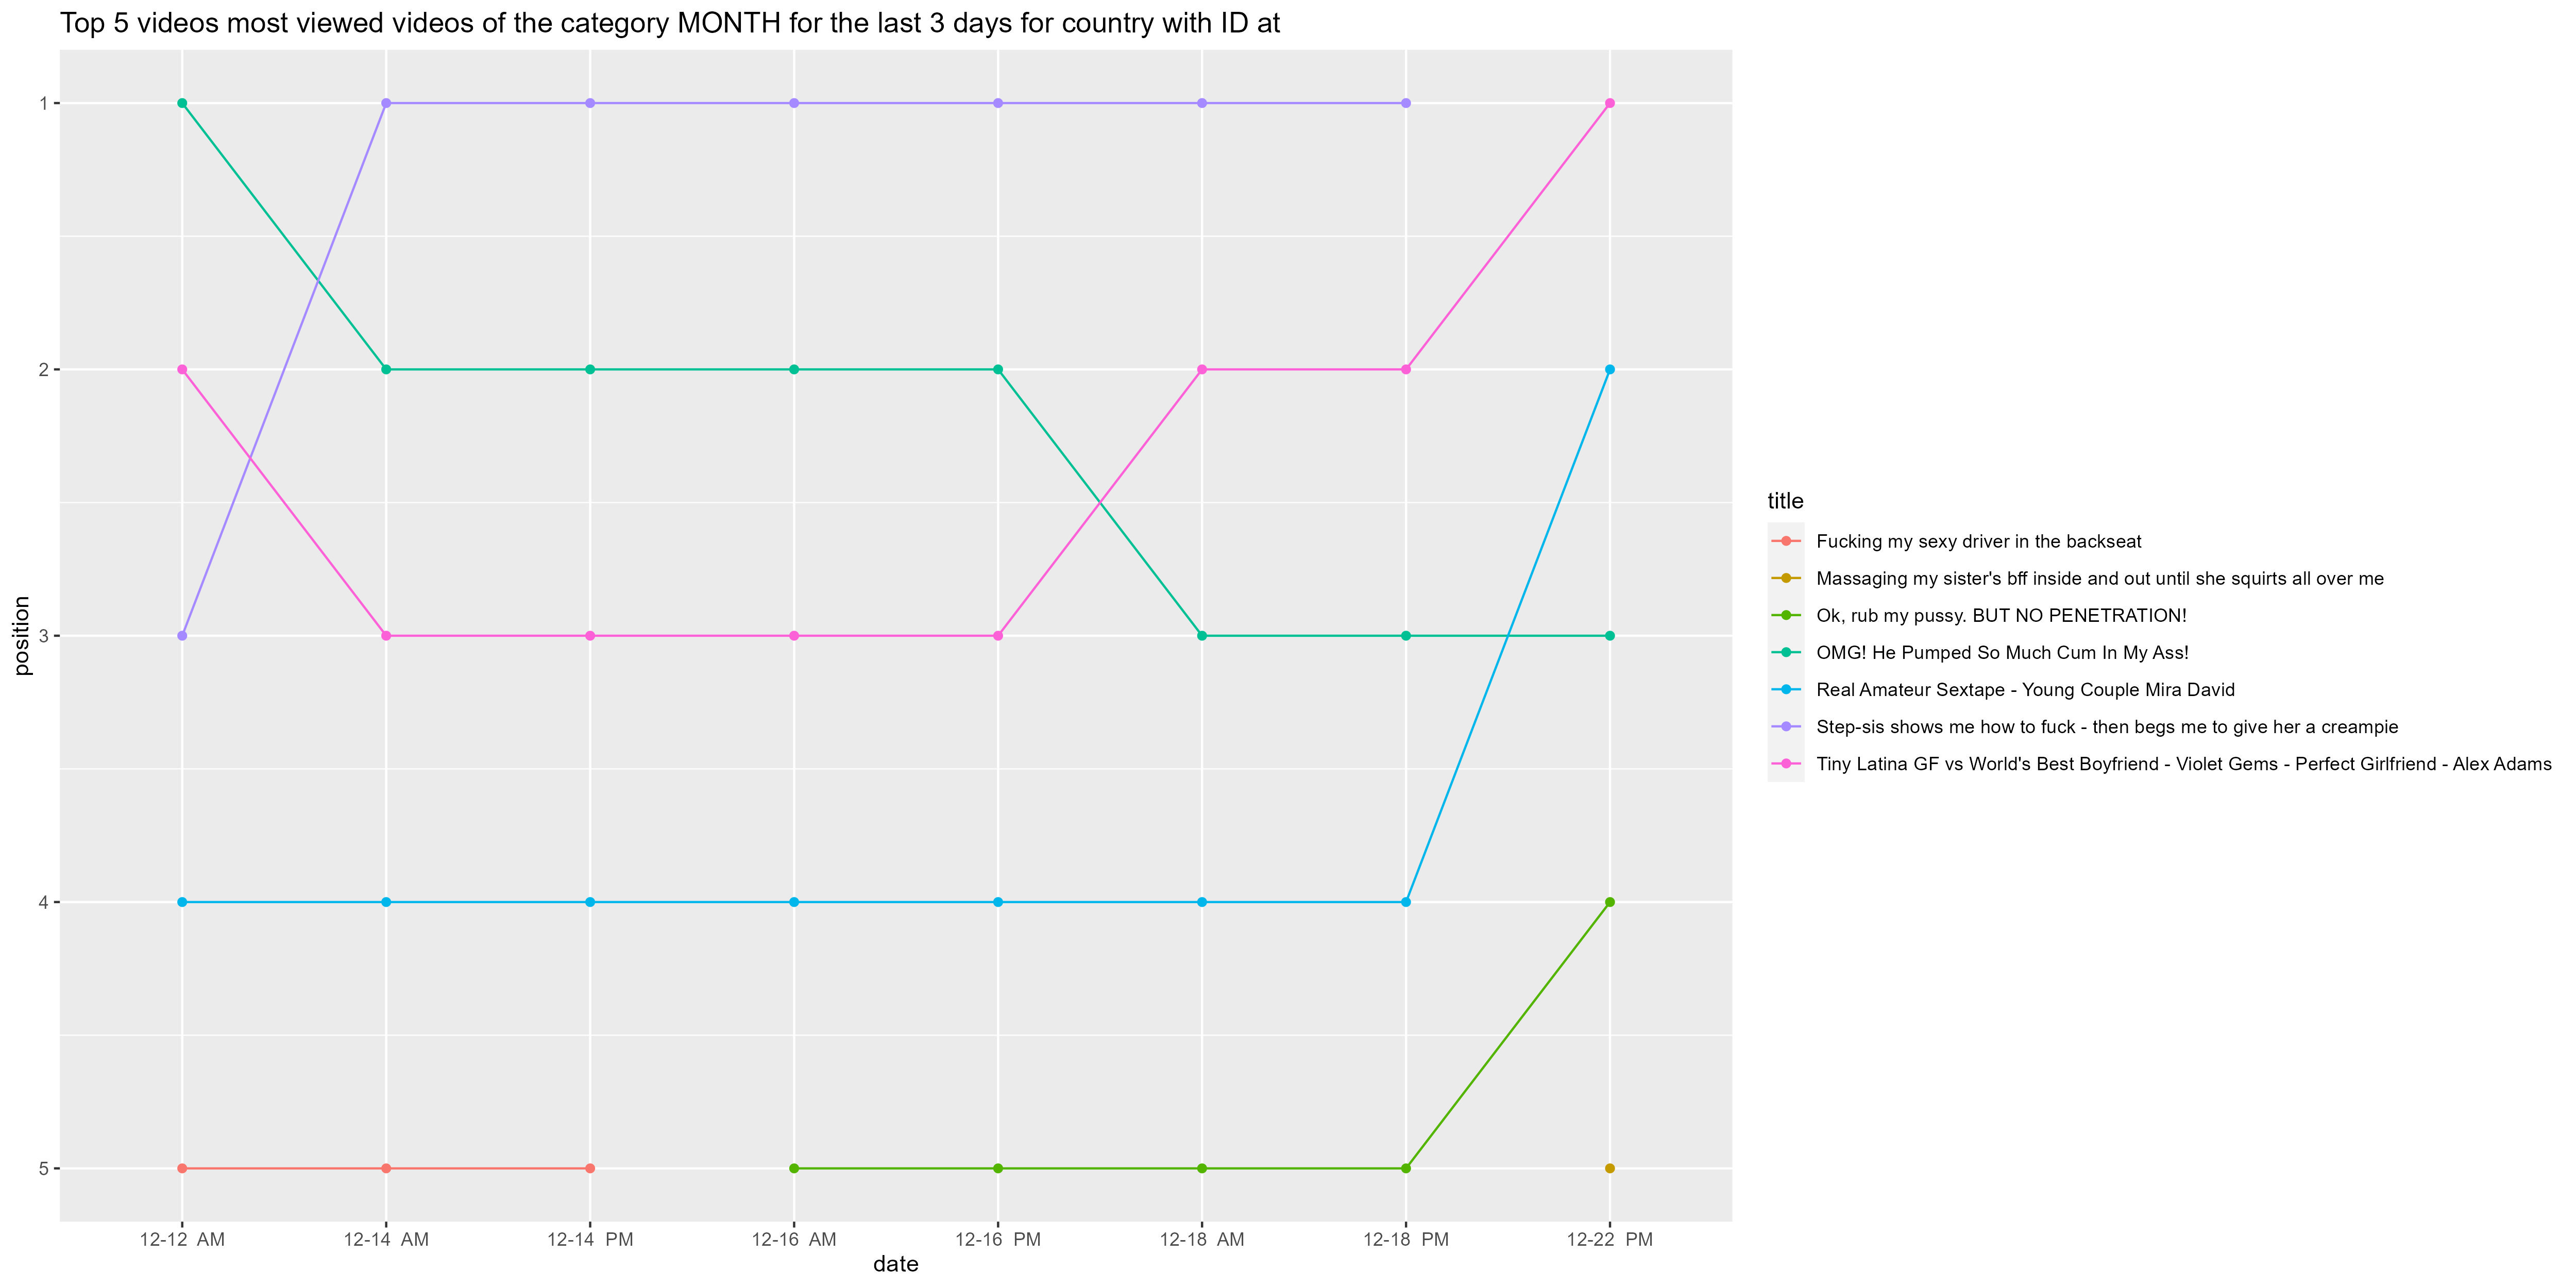 Top 5 videos most viewed videos of the category MONTH for the last 3 days for country with ID at
1
2
3
4
5
position
12-12 AM
12-14 AM
12-14 PM
12-16 AM
12-16 PM
12-18 AM
12-18 PM
12-22 PM
date
title
Fucking my sexy driver in the backseat
Massaging my sister's bff inside and out until she squirts all over me
Ok, rub my pussy. BUT NO PENETRATION!
OMG! He Pumped So Much Cum In My Ass!
Real Amateur Sextape - Young Couple Mira David
Step-sis shows me how to fuck - then begs me to give her a creampie
Tiny Latina GF vs World's Best Boyfriend - Violet Gems - Perfect Girlfriend - Alex Adams